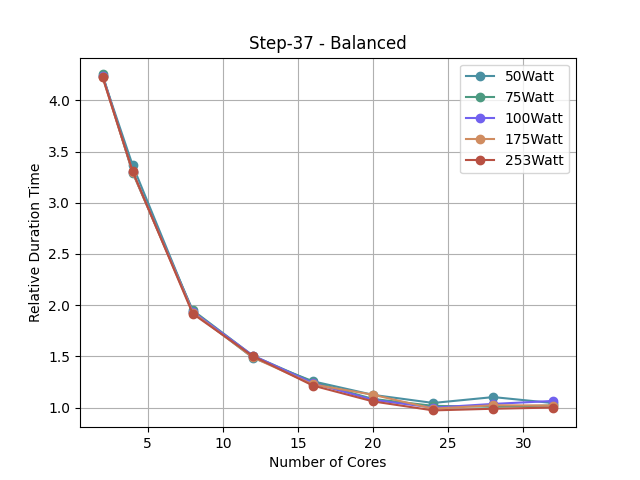 Step-37 - Balanced
50Watt
75Watt
100Watt
175Watt
253Watt
Relative Duration Time
4.0
3.5
3.0
2.5
2.0
1.5
1.0
5 10 15 20 25 30
Number of Cores